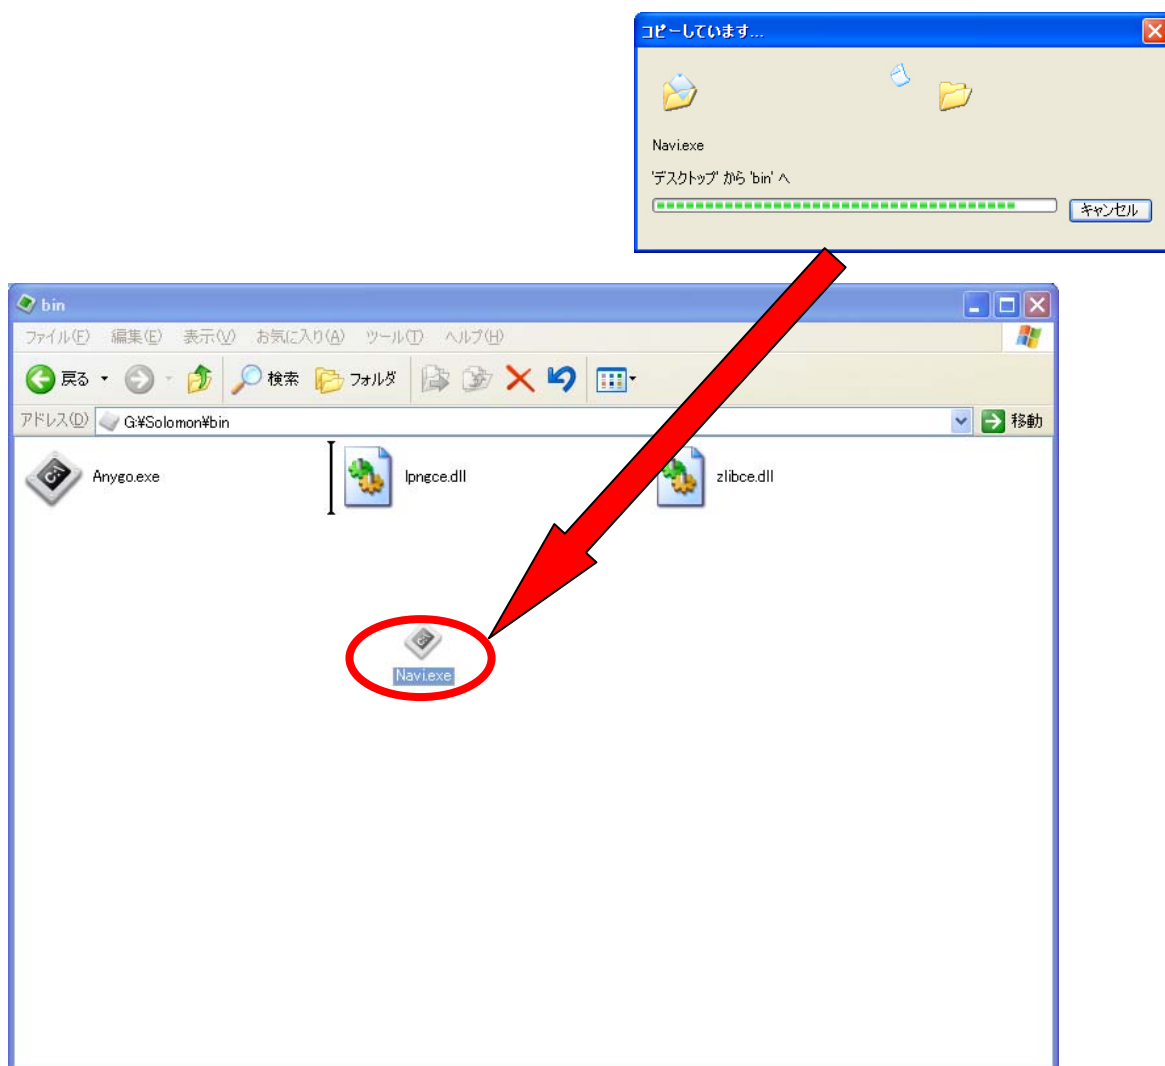 コピーしています...
Navi.exe
'デスクトップ' から 'bin' へ
キャンセル
bin
ファイル(F) 編集(E) 表示(V) お気に入り(A) ツール(T) ヘルプ(H)
戻る 検索 フォルダ
アドレス(D) G:¥Solomon¥bin 移動
Anygo.exe lpngce.dll zlibce.dll
Navi.exe